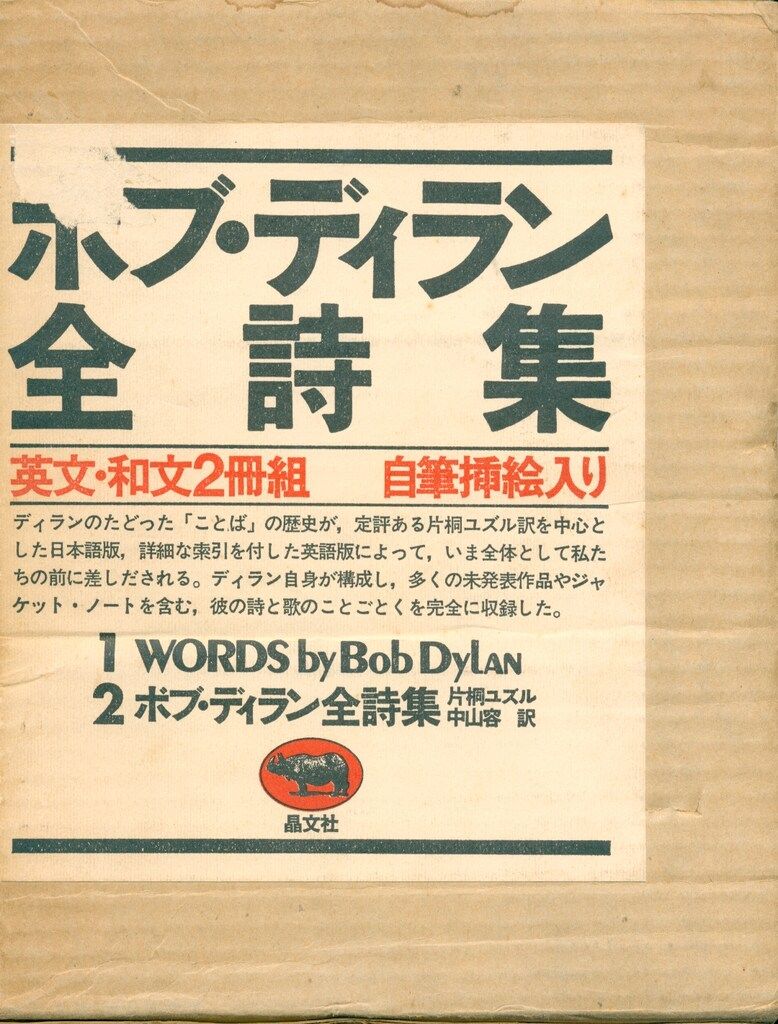 ボブ・ディラン
全詩集
英文・和文2冊組 自筆挿絵入り
ディランのたどった「ことば」の歴史が，定評ある片桐ユズル訳を中心と
した日本語版，詳細な索引を付した英語版によって，いま全体として私た
ちの前に差しだされる。ディラン自身が構成し，多くの未発表作品やジャ
ケット・ノートを含む，彼の詩と歌のことごとくを完全に収録した。
1 WORDS by Bob Dylan
2 ボブ・ディラン全詩集 片桐ユズル
中山容 訳
晶文社